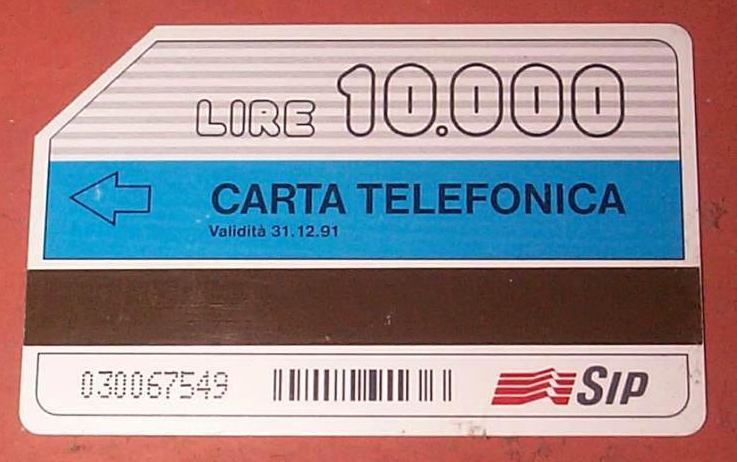 LIRE 10.000
CARTA TELEFONICA
Validità 31.12.91
030067549
SIP